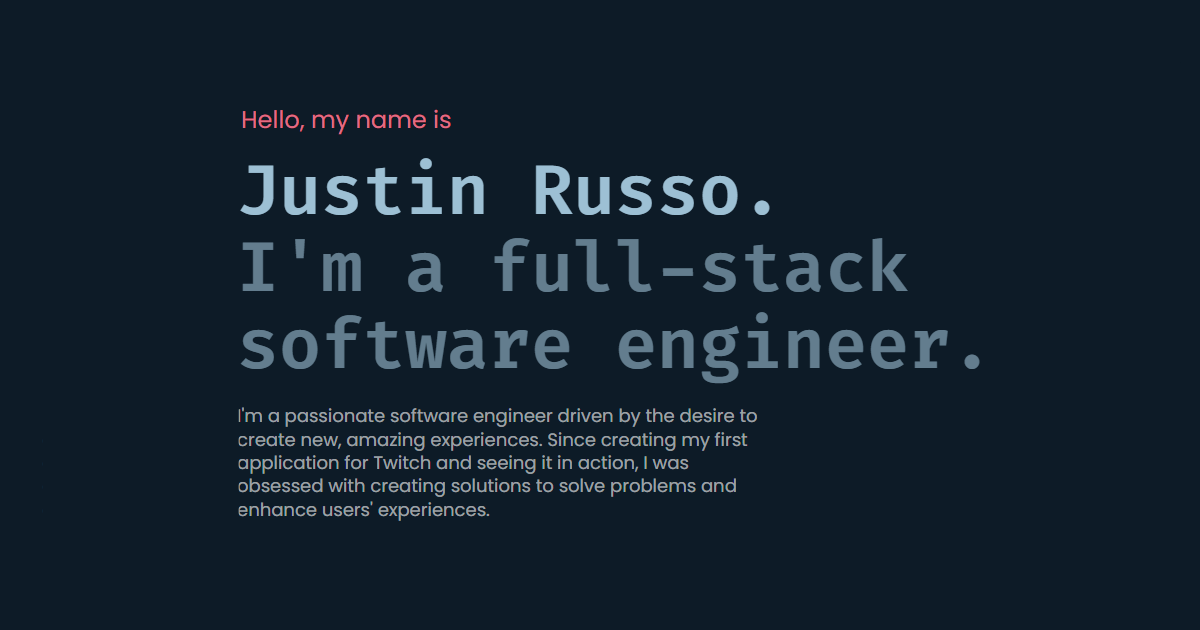 Hello, my name is
Justin Russo.
I'm a full-stack
software engineer.
I'm a passionate software engineer driven by the desire to
create new, amazing experiences. Since creating my first
application for Twitch and seeing it in action, I was
obsessed with creating solutions to solve problems and
enhance users' experiences.